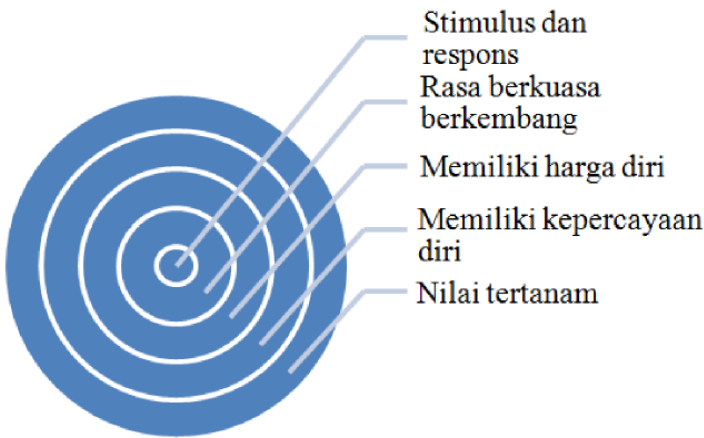 Stimulus dan
respons
Rasa berkuasa
berkembang
Memiliki harga diri
Memiliki kepercayaan
diri
Nilai tertanam